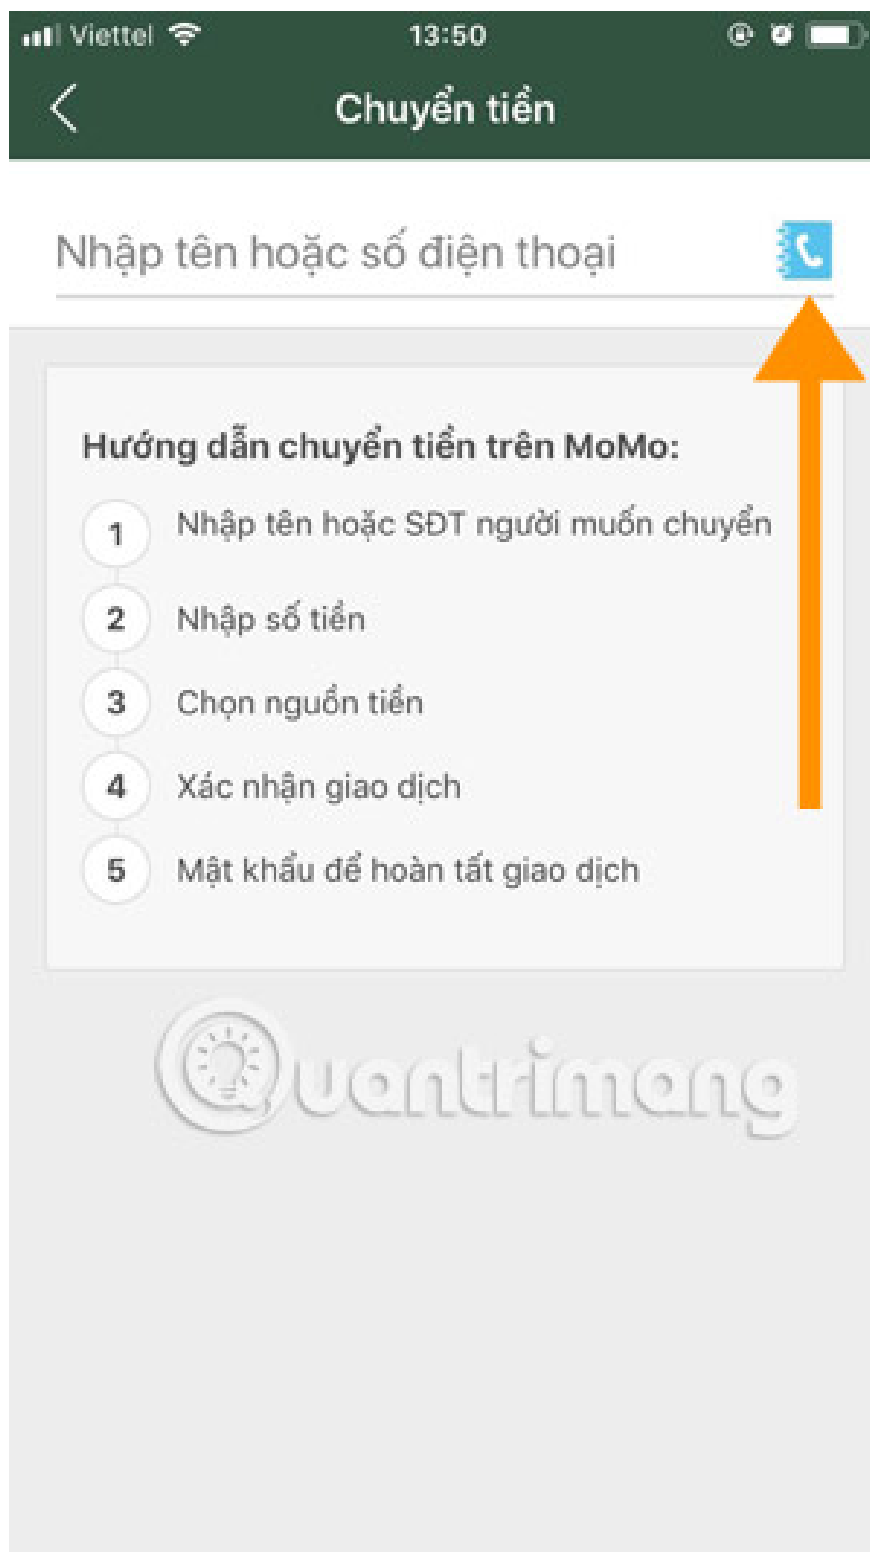 Viettel 13:50
Chuyển tiền
Nhập tên hoặc số điện thoại
Hướng dẫn chuyển tiền trên MoMo:
1 Nhập tên hoặc SĐT người muốn chuyển
2 Nhập số tiền
3 Chọn nguồn tiền
4 Xác nhận giao dịch
5 Mật khẩu để hoàn tất giao dịch
Quantrimang